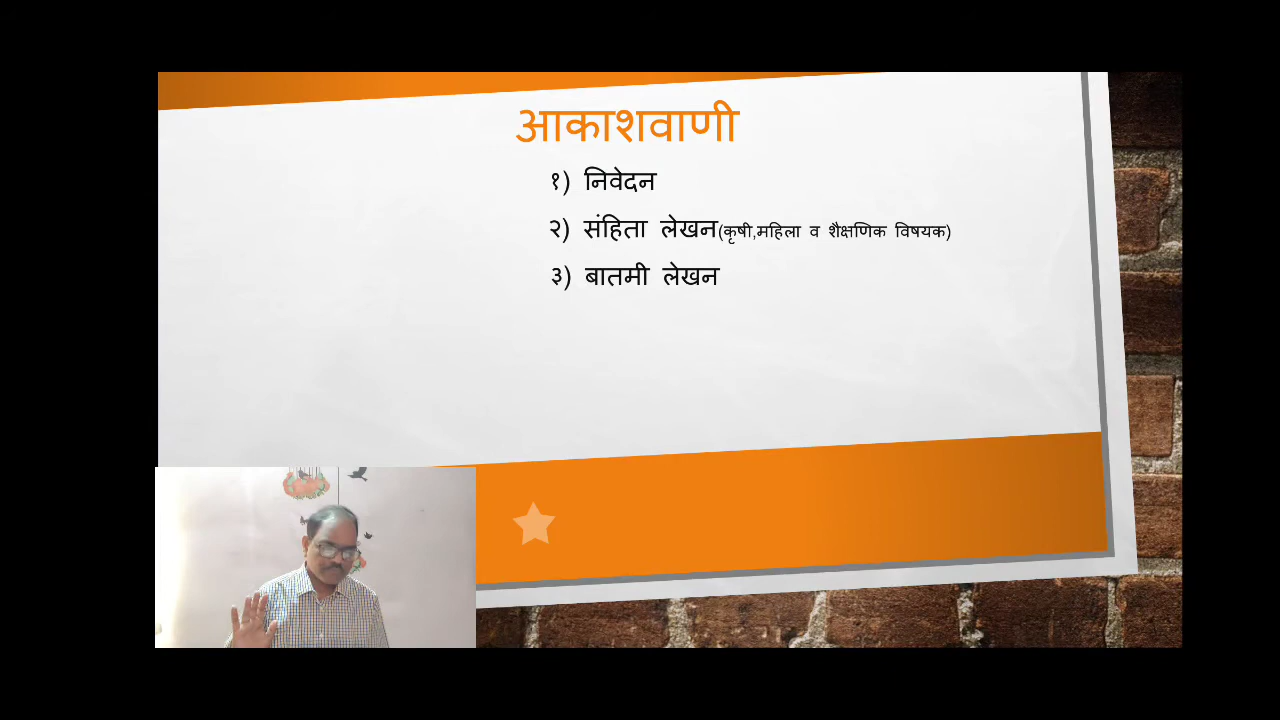 आकाशवाणी
१) निवेदन
२) संहिता लेखन(कृषी,महिला व शैक्षणिक विषयक)
३) बातमी लेखन